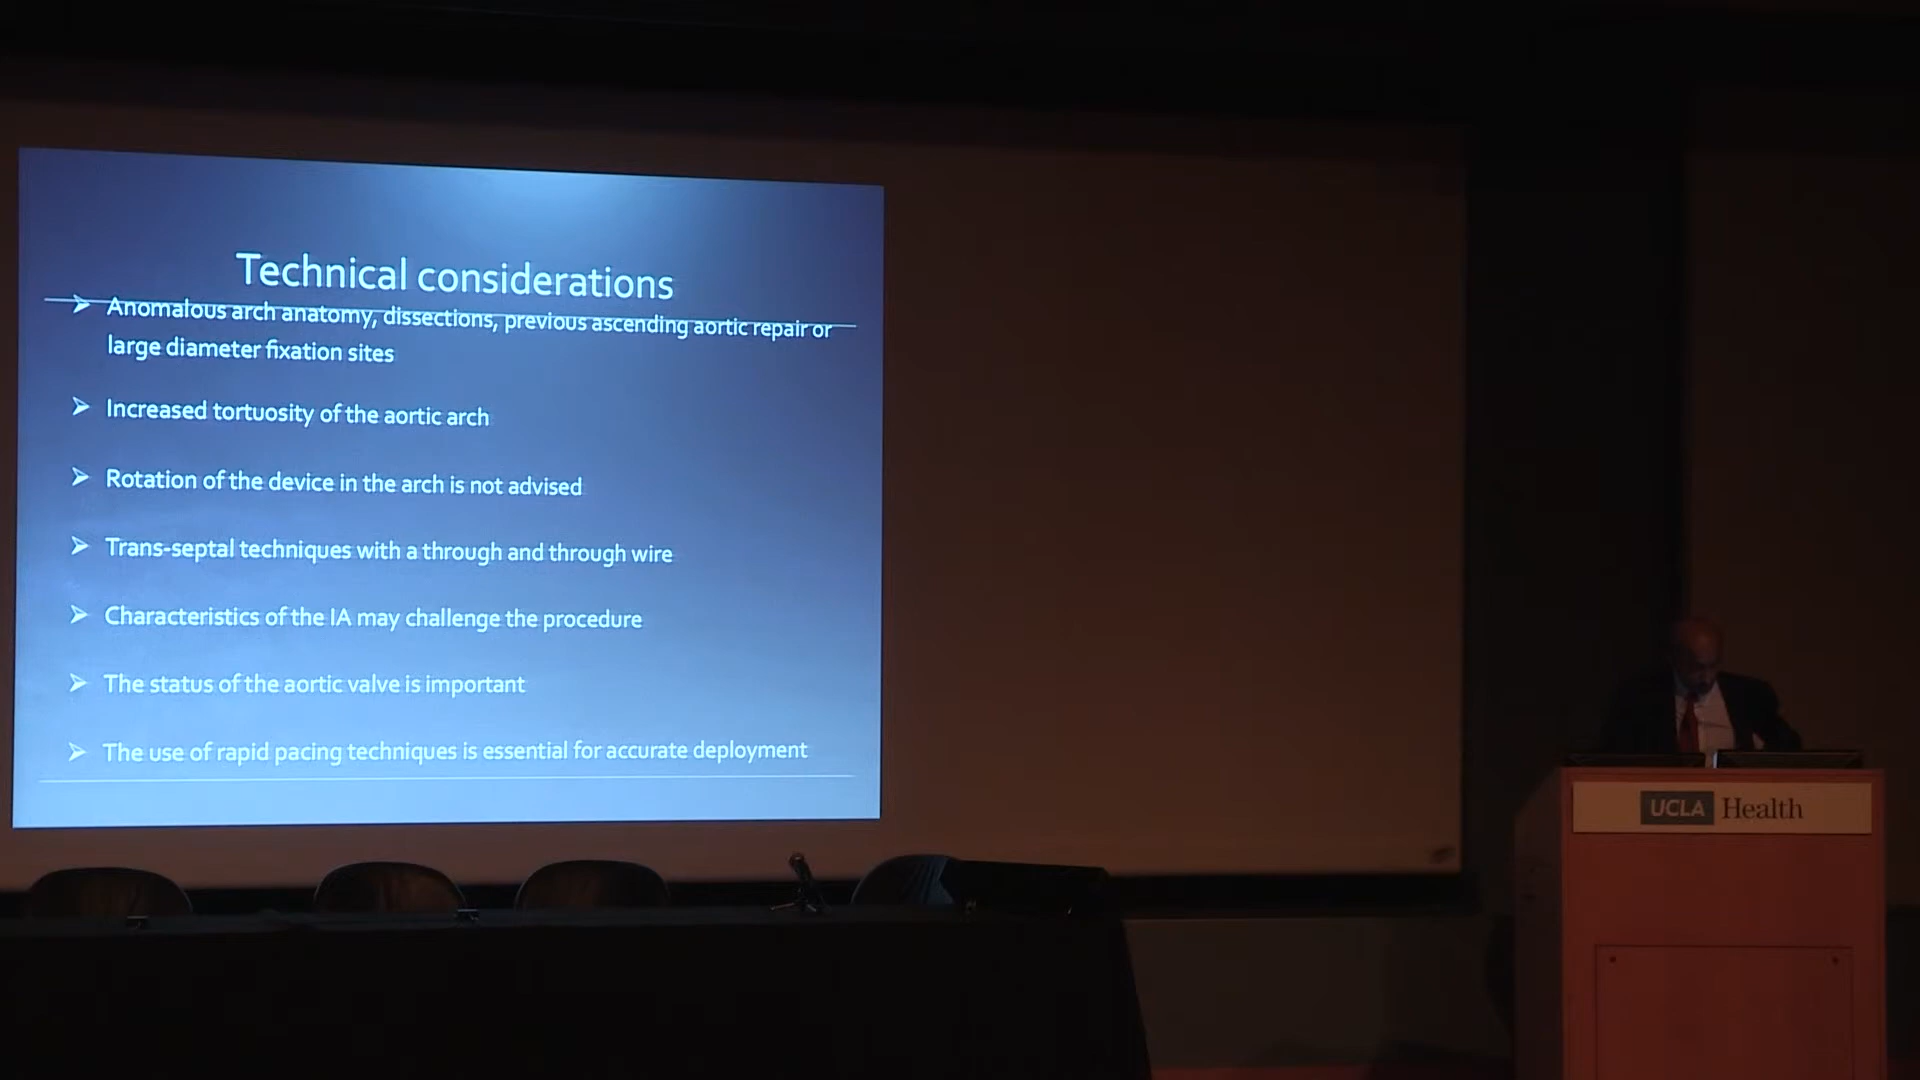 Technical considerations
➢ Anomalous arch anatomy, dissections, previous ascending aortic repair or
large diameter fixation sites
➢ Increased tortuosity of the aortic arch
➢ Rotation of the device in the arch is not advised
➢ Trans-septal techniques with a through and through wire
➢ Characteristics of the IA may challenge the procedure
➢ The status of the aortic valve is important
➢ The use of rapid pacing techniques is essential for accurate deployment
UCLA Health